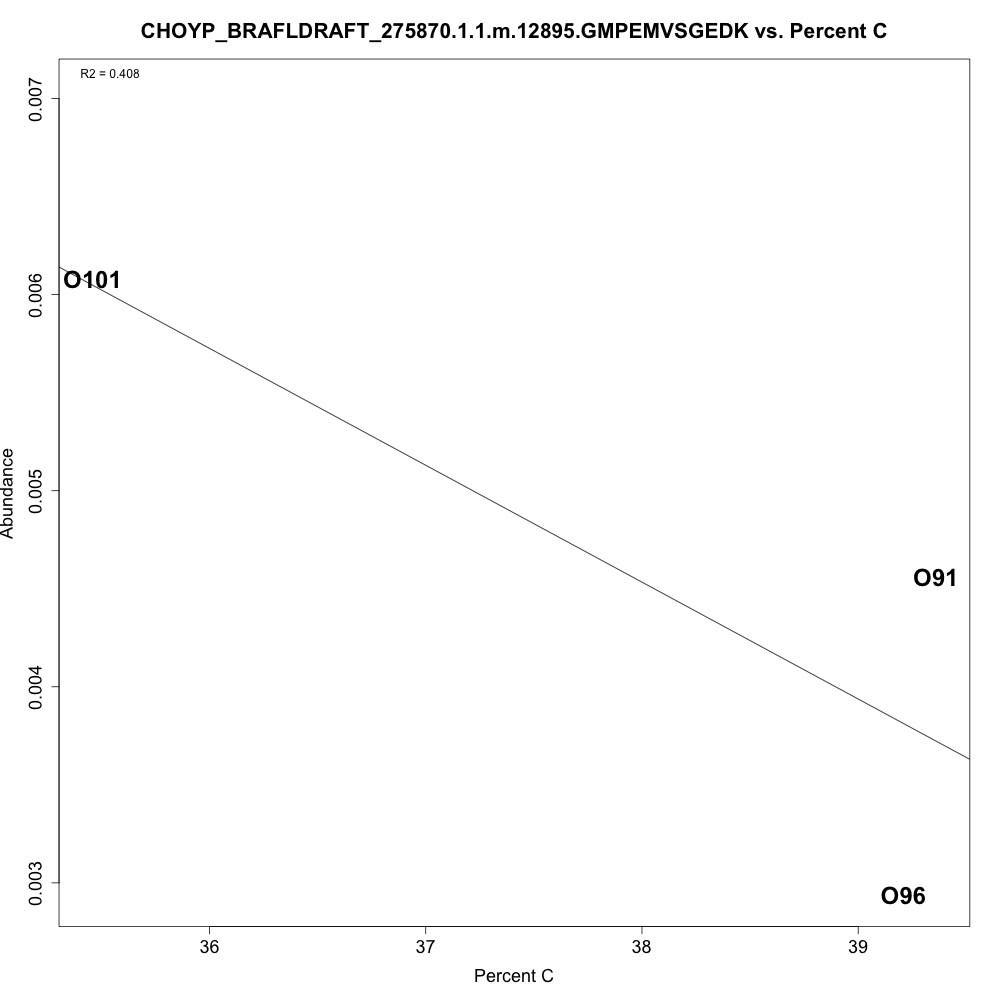 CHOYP_BRAFLDRAFT_275870.1.1.m.12895.GMPEMVSGEDK vs. Percent C
R2 = 0.408
0.007
0.006
0.005
0.004
0.003
Abundance
O101
O91
O96
36 37 38 39
Percent C